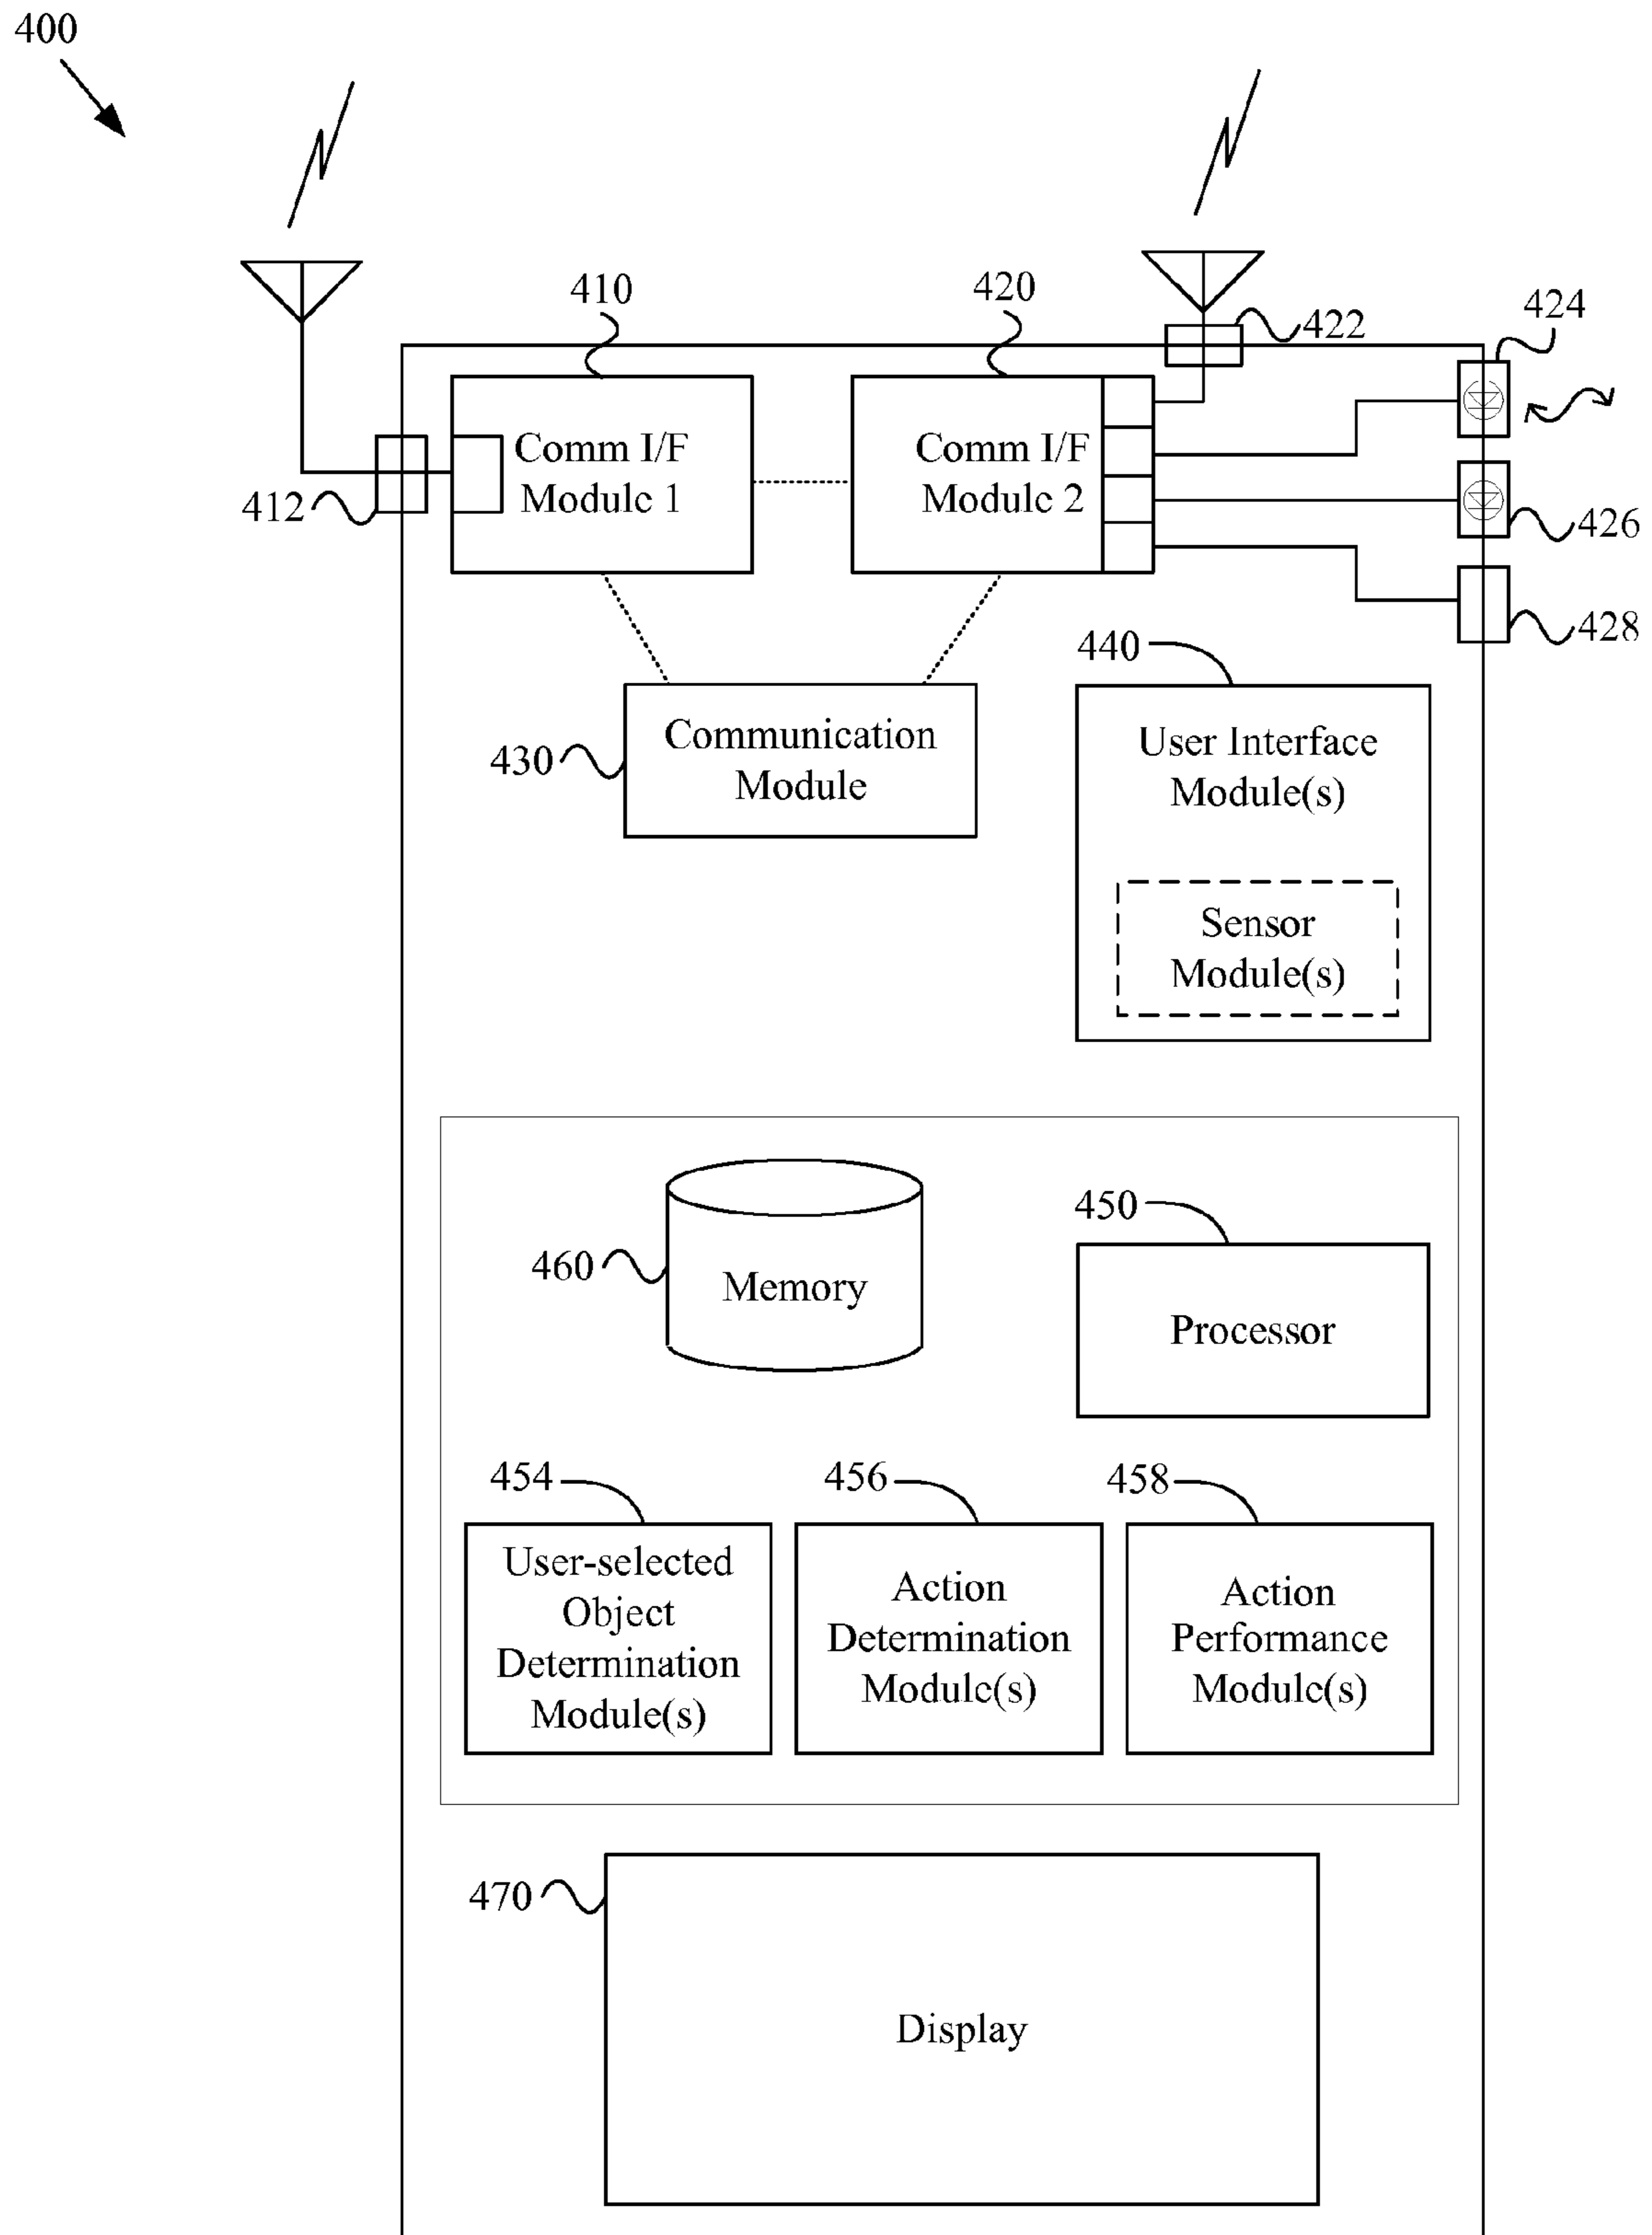 400
410
420
422
424
Comm I/F
Module 1
Comm I/F
Module 2
412
426
428
440
430
Communication
Module
User Interface
Module(s)
Sensor
Module(s)
450
460
Memory
Processor
454
456
458
User-selected
Object
Determination
Module(s)
Action
Determination
Module(s)
Action
Performance
Module(s)
470
Display